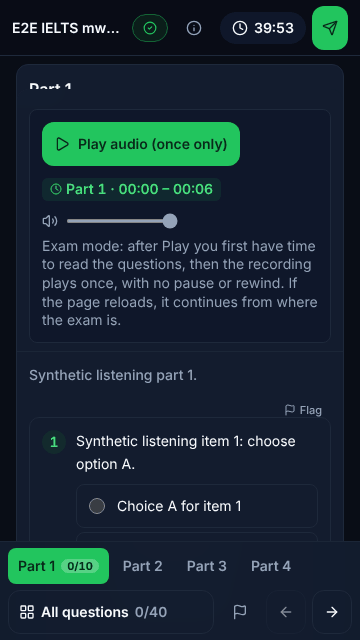 E2E IELTS mw...
39:53
Part 1
Play audio (once only)
Part 1 · 00:00 – 00:06
Exam mode: after Play you first have time
to read the questions, then the recording
plays once, with no pause or rewind. If
the page reloads, it continues from where
the exam is.
Synthetic listening part 1.
Flag
1 Synthetic listening item 1: choose
option A.
Choice A for item 1
Part 1 0/10 Part 2 Part 3 Part 4
All questions 0/40